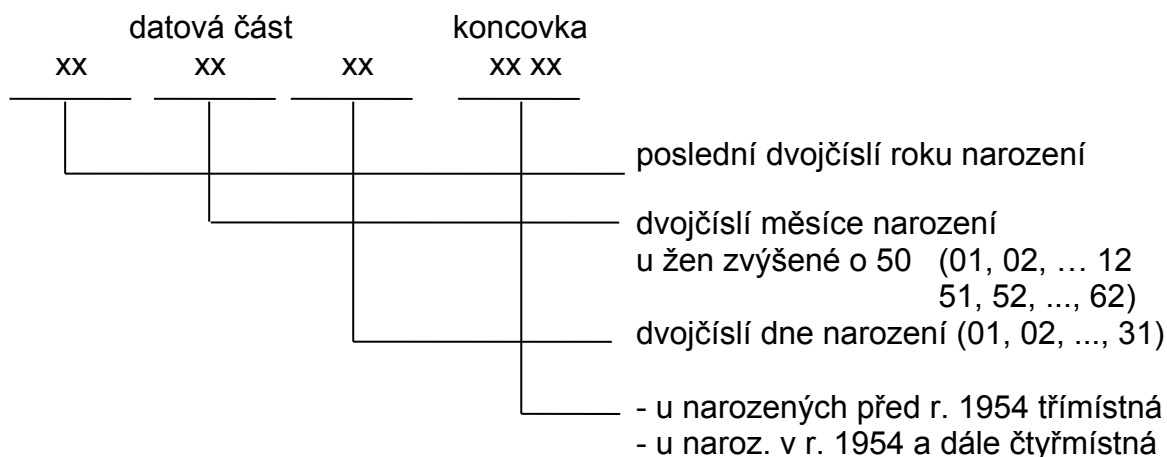 datová část koncovka
xx xx xx xx xx
poslední dvojčíslí roku narození
dvojčíslí měsíce narození
u žen zvýšené o 50 (01, 02, … 12
51, 52, ..., 62)
dvojčíslí dne narození (01, 02, ..., 31)
- u narozených před r. 1954 třímístná
- u naroz. v r. 1954 a dále čtyřmístná